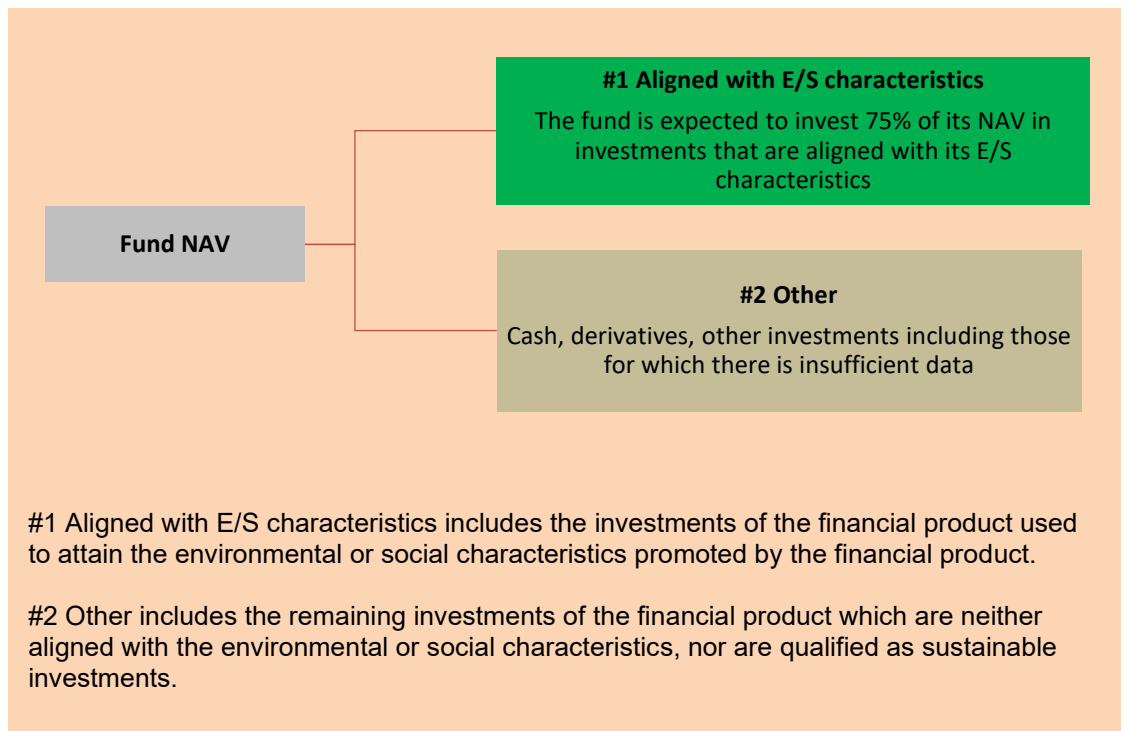 #1 Aligned with E/S characteristics
The fund is expected to invest 75% of its NAV in
investments that are aligned with its E/S
characteristics
Fund NAV
#2 Other
Cash, derivatives, other investments including those
for which there is insufficient data
#1 Aligned with E/S characteristics includes the investments of the financial product used
to attain the environmental or social characteristics promoted by the financial product.
#2 Other includes the remaining investments of the financial product which are neither
aligned with the environmental or social characteristics, nor are qualified as sustainable
investments.